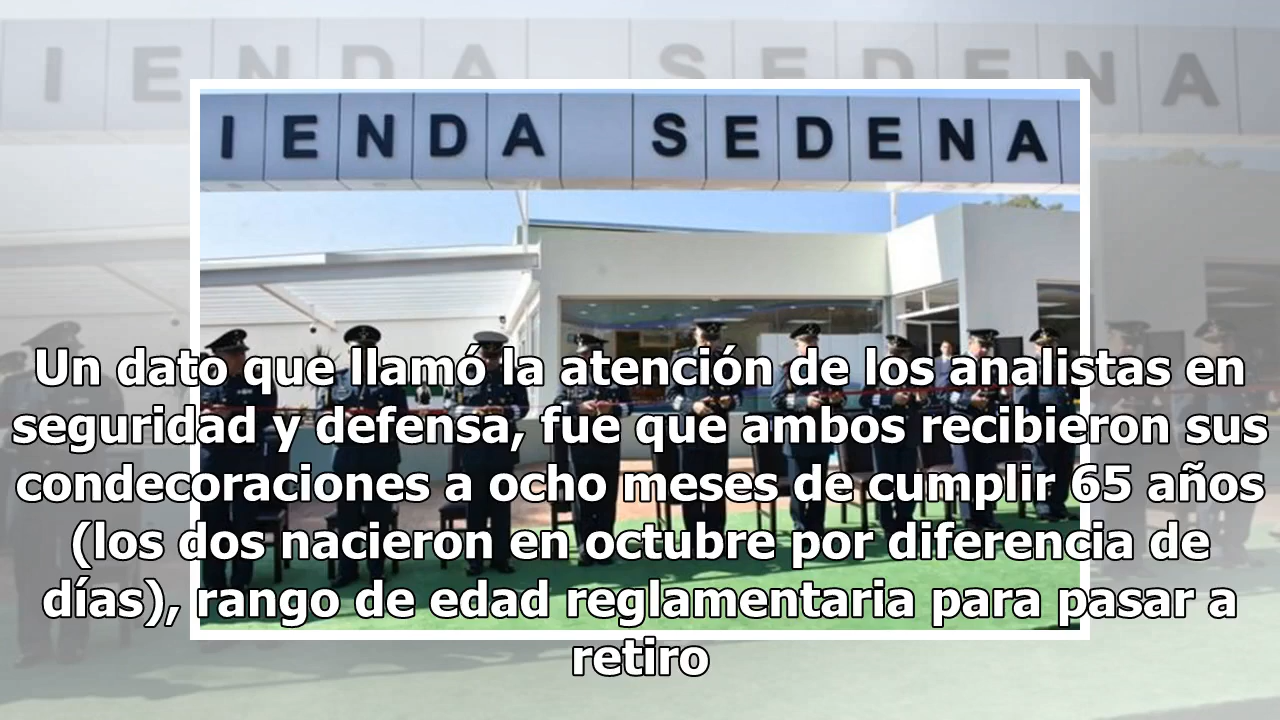 IENDA SEDENA
IENDA SEDENA
Un dato que llamó la atención de los analistas en
seguridad y defensa, fue que ambos recibieron sus
condecoraciones a ocho meses de cumplir 65 años
(los dos nacieron en octubre por diferencia de
días), rango de edad reglamentaria para pasar a
retiro